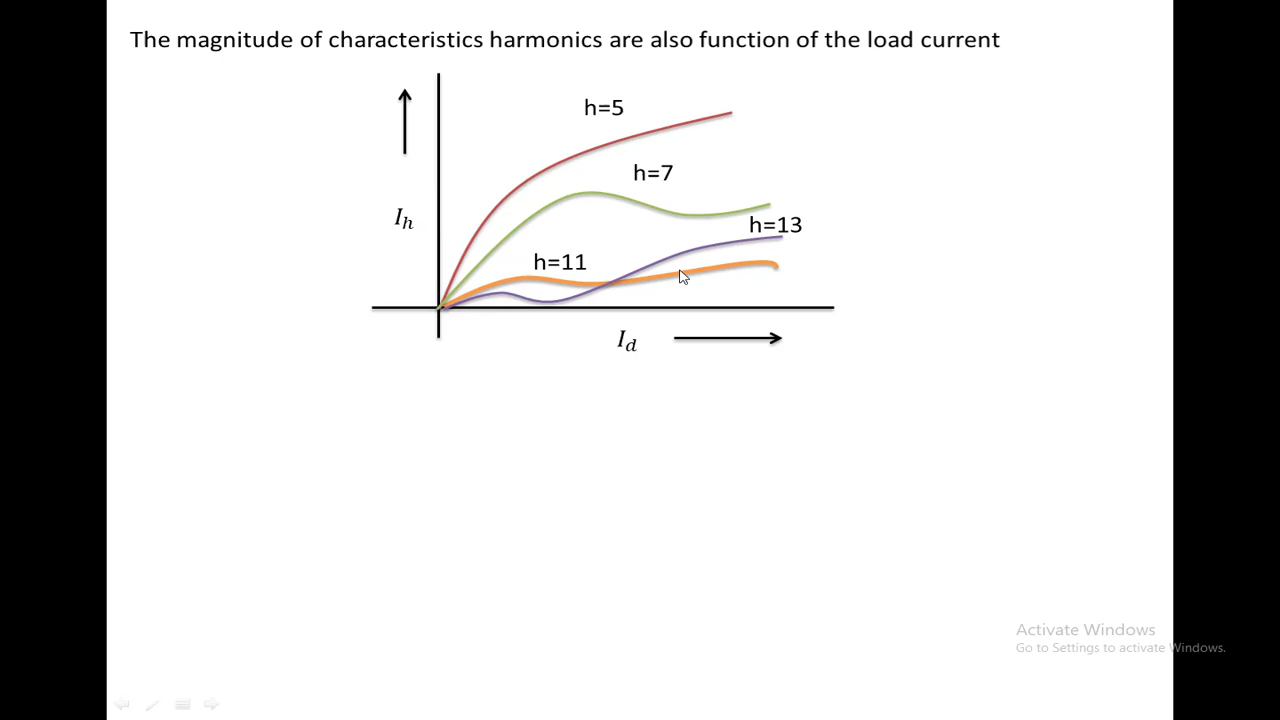 The magnitude of characteristics harmonics are also function of the load current
h=5
h=7
I_h
h=13
h=11
I_d
Activate Windows
Go to Settings to activate Windows.